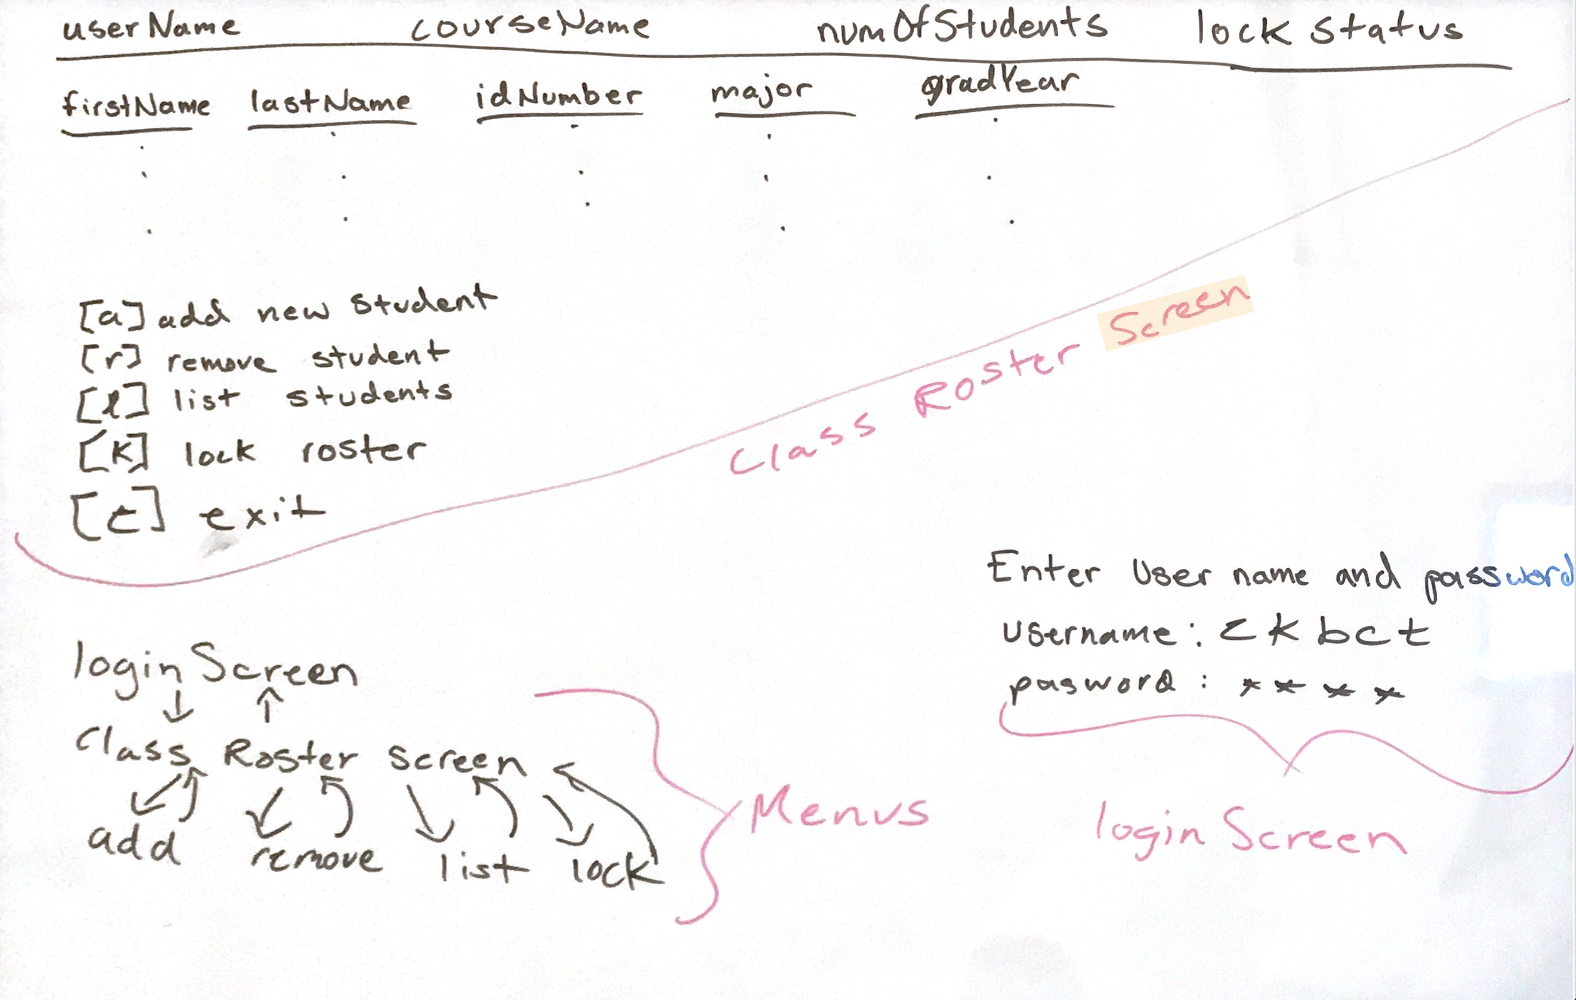 userName courseName numOfStudents lock status
firstName lastName idNumber major gradYear
[a] add new student
[r] remove student
[l] list students
[k] lock roster
[e] exit
Class Roster Screen
Enter User name and password
Username: zkbct
pasword: ****
login Screen
login Screen
Class Roster screen
add remove list lock
Menus